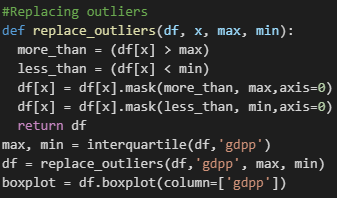 #Replacing outliers
def replace_outliers(df, x, max, min):
  more_than = (df[x] > max)
  less_than = (df[x] < min)
  df[x] = df[x].mask(more_than, max,axis=0)
  df[x] = df[x].mask(less_than, min,axis=0)
  return df
max, min = interquartile(df,'gdpp')
df = replace_outliers(df,'gdpp', max, min)
boxplot = df.boxplot(column=['gdpp'])